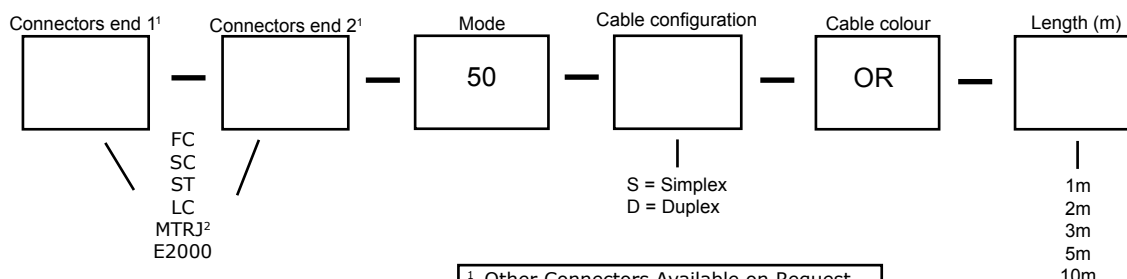 Connectors end 1¹
Connectors end 2¹
Mode
Cable configuration
Cable colour
Length (m)
50
OR
FC
SC
ST
LC
MTRJ²
E2000
S = Simplex
D = Duplex
1m
2m
3m
5m
10m
¹ Other Connectors Available on Request